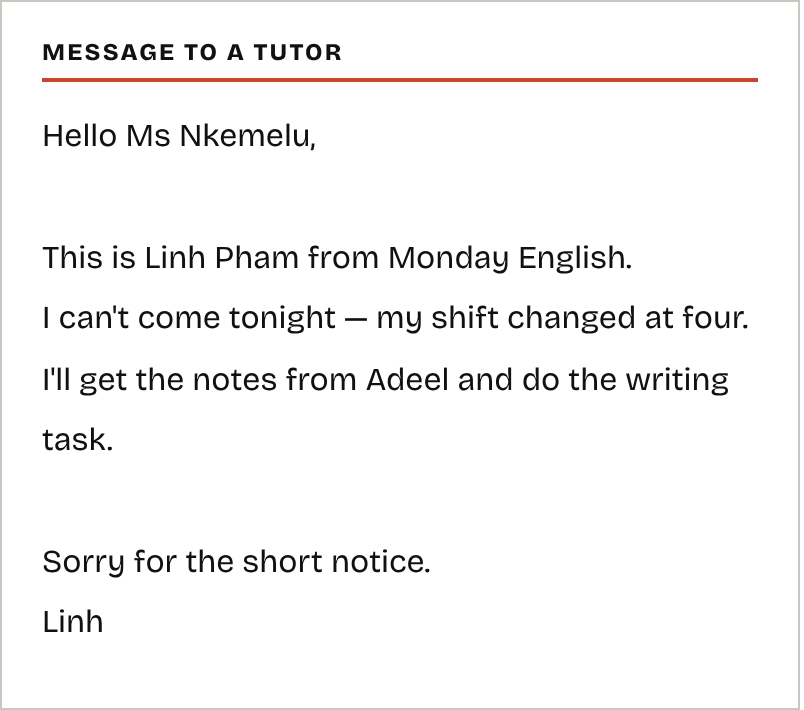 MESSAGE TO A TUTOR
Hello Ms Nkemelu,
This is Linh Pham from Monday English.
I can't come tonight — my shift changed at four.
I'll get the notes from Adeel and do the writing
task.
Sorry for the short notice.
Linh